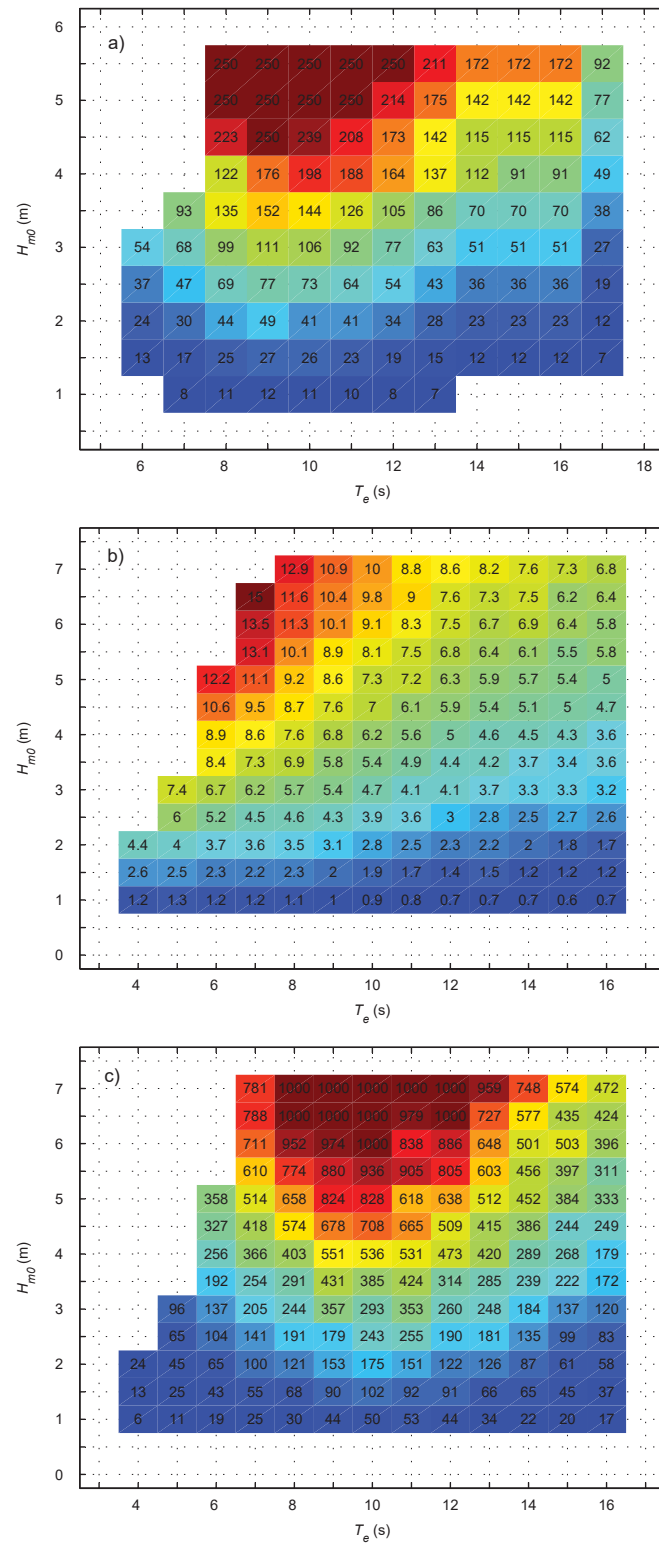 a)
6
250 250 250 250 250 211 172 172 172 92
5 250 250 250 250 214 175 142 142 142 77
223 250 239 208 173 142 115 115 115 62
4 122 176 198 188 164 137 112 91 91 49
93 135 152 144 126 105 86 70 70 70 38
3 54 68 99 111 106 92 77 63 51 51 51 27
37 47 69 77 73 64 54 43 36 36 36 19
2 24 30 44 49 41 41 34 28 23 23 23 12
13 17 25 27 26 23 19 15 12 12 12 7
1 8 11 12 11 10 8 7
H_m0 (m)
6 8 10 12 14 16 18
T_e (s)
b)
7 12.9 10.9 10 8.8 8.6 8.2 7.6 7.3 6.8
15 11.6 10.4 9.8 9 7.6 7.3 7.5 6.2 6.4
6 13.5 11.3 10.1 9.1 8.3 7.5 6.7 6.9 6.4 5.8
13.1 10.1 8.9 8.1 7.5 6.8 6.4 6.1 5.5 5.8
5 12.2 11.1 9.2 8.6 7.3 7.2 6.3 5.9 5.7 5.4 5
10.6 9.5 8.7 7.6 7 6.1 5.9 5.4 5.1 5 4.7
4 8.9 8.6 7.6 6.8 6.2 5.6 5 4.6 4.5 4.3 3.6
8.4 7.3 6.9 5.8 5.4 4.9 4.4 4.2 3.7 3.4 3.6
3 7.4 6.7 6.2 5.7 5.4 4.7 4.1 4.1 3.7 3.3 3.3 3.2
6 5.2 4.5 4.6 4.3 3.9 3.6 3 2.8 2.5 2.7 2.6
2 4.4 4 3.7 3.6 3.5 3.1 2.8 2.5 2.3 2.2 2 1.8 1.7
2.6 2.5 2.3 2.2 2.3 2 1.9 1.7 1.4 1.5 1.2 1.2 1.2
1 1.2 1.3 1.2 1.2 1.1 1 0.9 0.8 0.7 0.7 0.7 0.6 0.7
0
H_m0 (m)
4 6 8 10 12 14 16
T_e (s)
c)
7 781 1000 1000 1000 1000 1000 959 748 574 472
788 1000 1000 1000 979 1000 727 577 435 424
6 711 952 974 1000 838 886 648 501 503 396
610 774 880 936 905 805 603 456 397 311
5 358 514 658 824 828 618 638 512 452 384 333
327 418 574 678 708 665 509 415 386 244 249
4 256 366 403 551 536 531 473 420 289 268 179
192 254 291 431 385 424 314 285 239 222 172
3 96 137 205 244 357 293 353 260 248 184 137 120
65 104 141 191 179 243 255 190 181 135 99 83
2 24 45 65 100 121 153 175 151 122 126 87 61 58
13 25 43 55 68 90 102 92 91 66 65 45 37
1 6 11 19 25 30 44 50 53 44 34 22 20 17
0
H_m0 (m)
4 6 8 10 12 14 16
T_e (s)